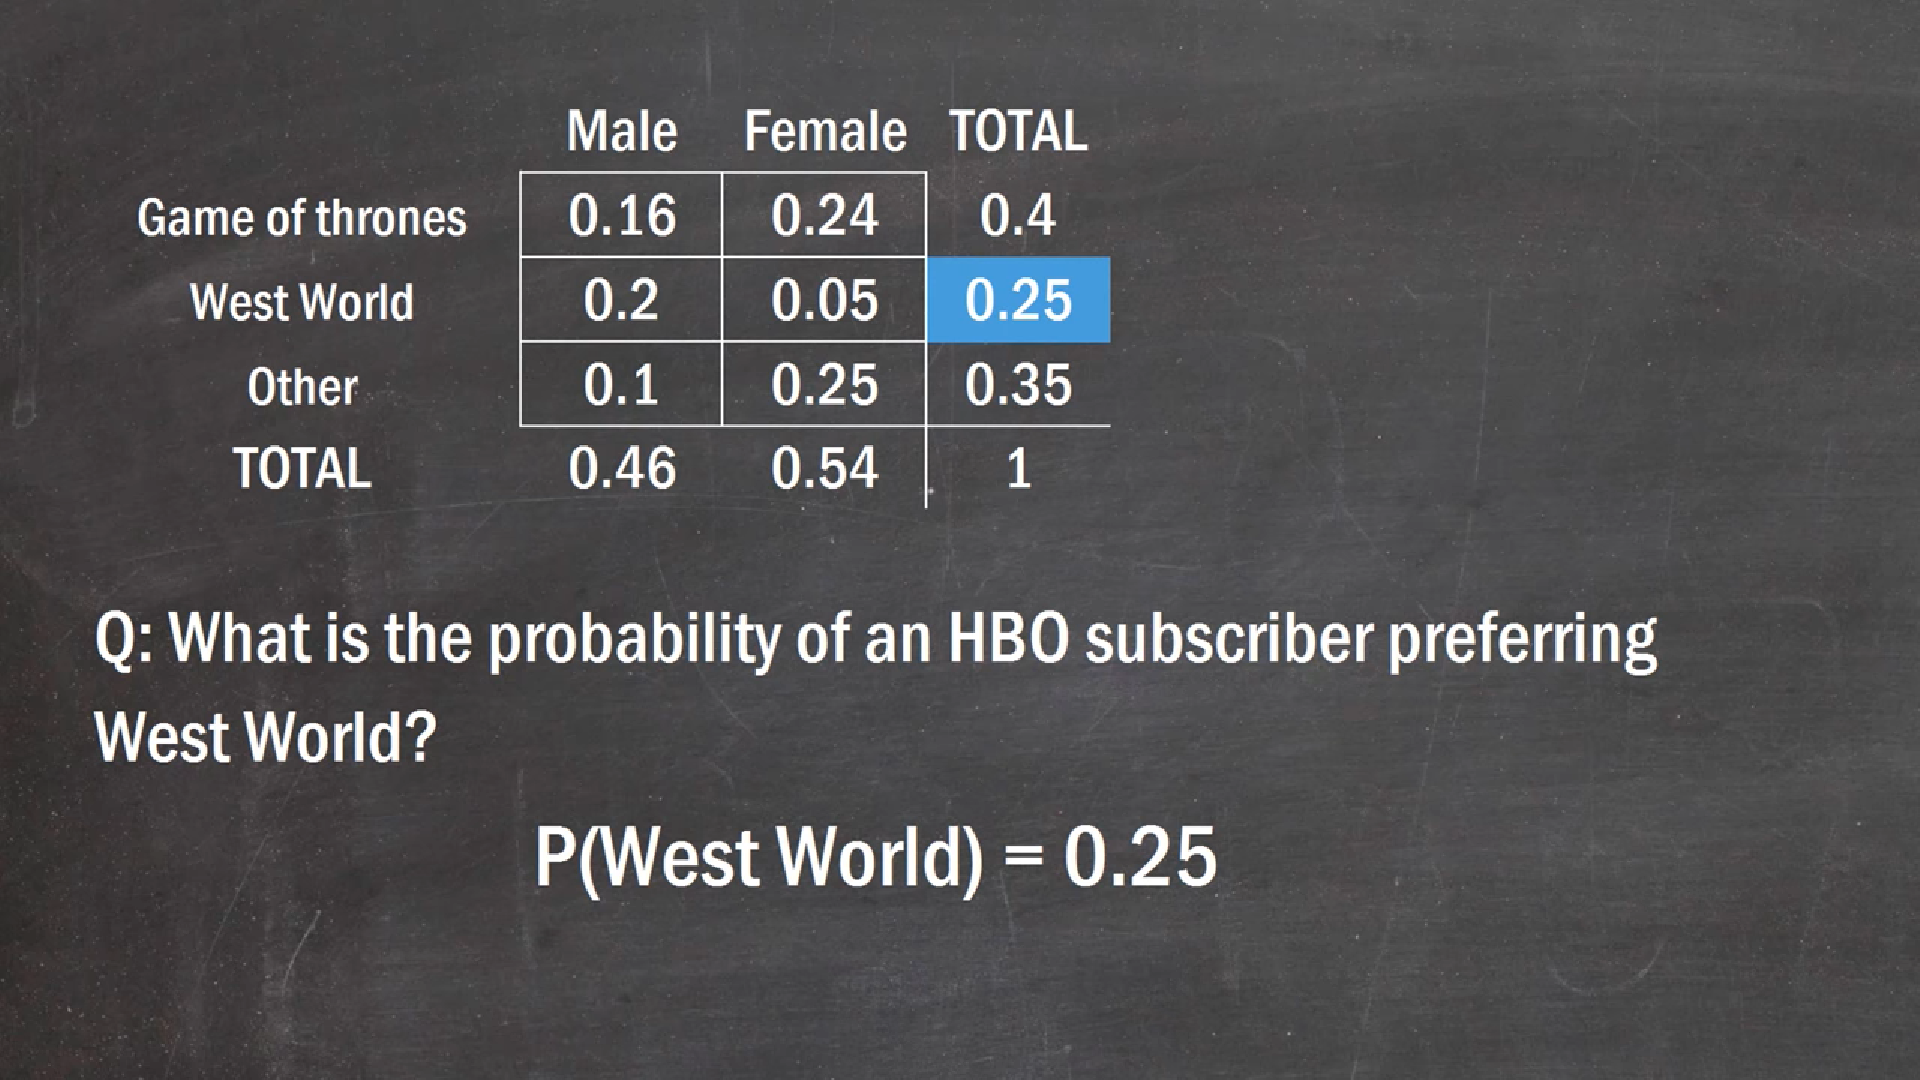 Male Female TOTAL
Game of thrones 0.16 0.24 0.4
West World 0.2 0.05 0.25
Other 0.1 0.25 0.35
TOTAL 0.46 0.54 1
Q: What is the probability of an HBO subscriber preferring
West World?
P(West World) = 0.25